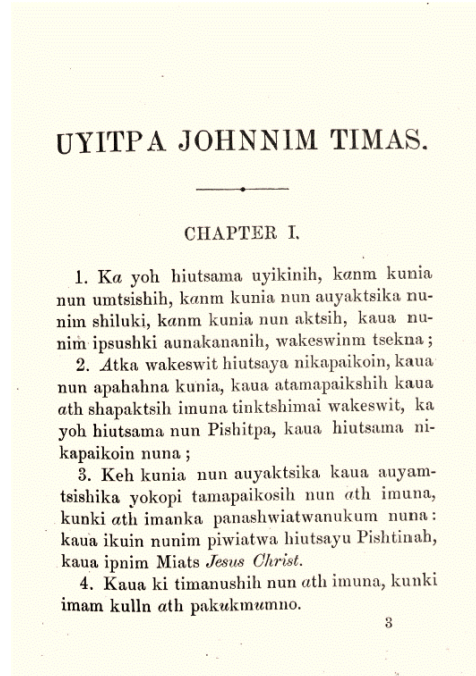 UYITPA JOHNNIM TIMAS.
CHAPTER I.
1. Ka yoh hiutsama uyikinih, kanm kunia
nun umtsishih, kanm kunia nun auyaktsika nu-
nim shiluki, kanm kunia nun aktsih, kaua nu-
nim ipsushki aunakananih, wakeswinm tsekna;
2. Atka wakeswit hiutsaya nikapaikoin, kaua
nun apahahna kunia, kaua atamapaikshih kaua
ath shapaktsih imuna tinktshimai wakeswit, ka
yoh hiutsama nun Pishitpa, kaua hiutsama ni-
kapaikoin nuna;
3. Keh kunia nun auyaktsika kaua auyam-
tsishika yokopi tamapaikosih nun ath imuna,
kunki ath imanka panashwiatwanukum nuna:
kaua ikuin nunim piwiatwa hiutsayu Pishtinah,
kaua ipnim Miats Jesus Christ.
4. Kaua ki timanushih nun ath imuna, kunki
imam kulln ath pakukmumno.
3